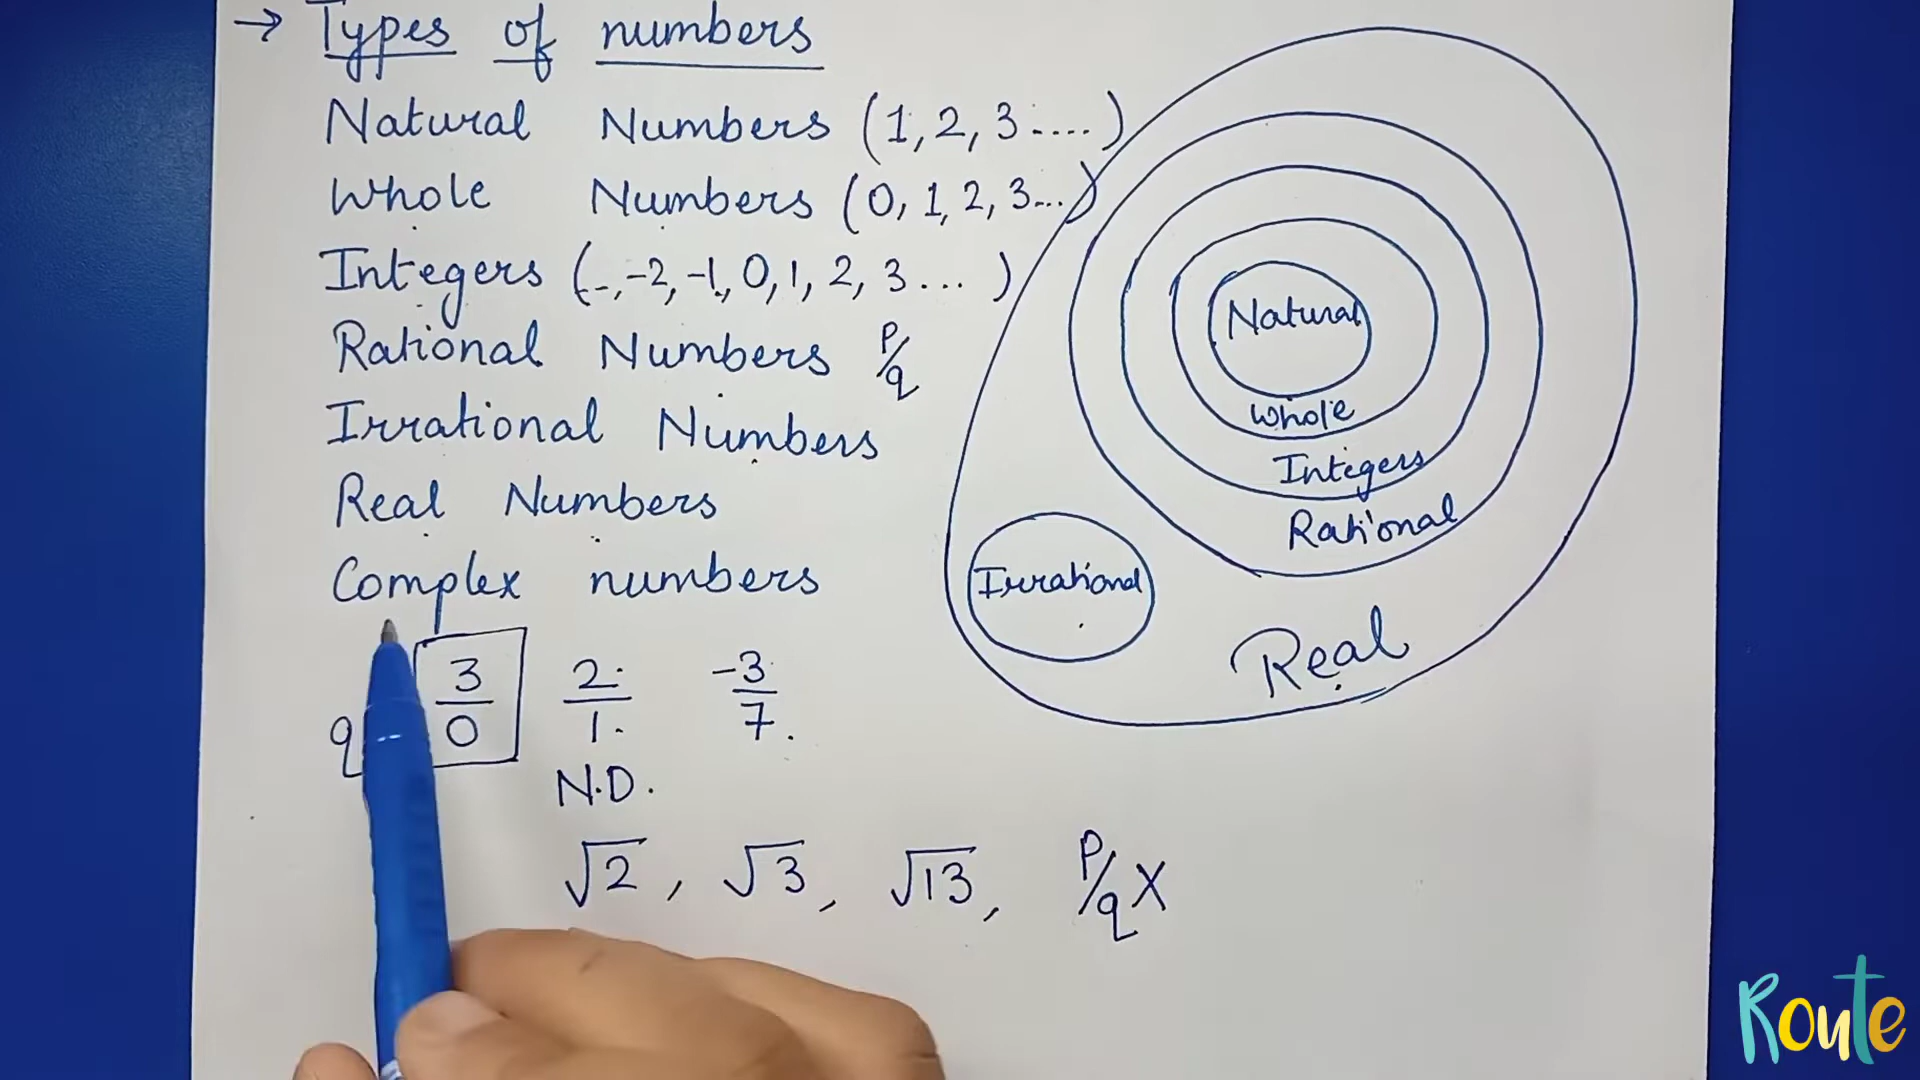 → Types of numbers
Natural Numbers (1, 2, 3 ....)
Whole Numbers (0, 1, 2, 3...)
Integers (.-, -2, -1, 0, 1, 2, 3 ... )
Rational Numbers p/q
Irrational Numbers
Real Numbers
Complex numbers
q
3/0
2/1
-3/7
N.D.
√2, √3, √13, p/q X
Natural
Whole
Integers
Rational
Irrational
Real
Route